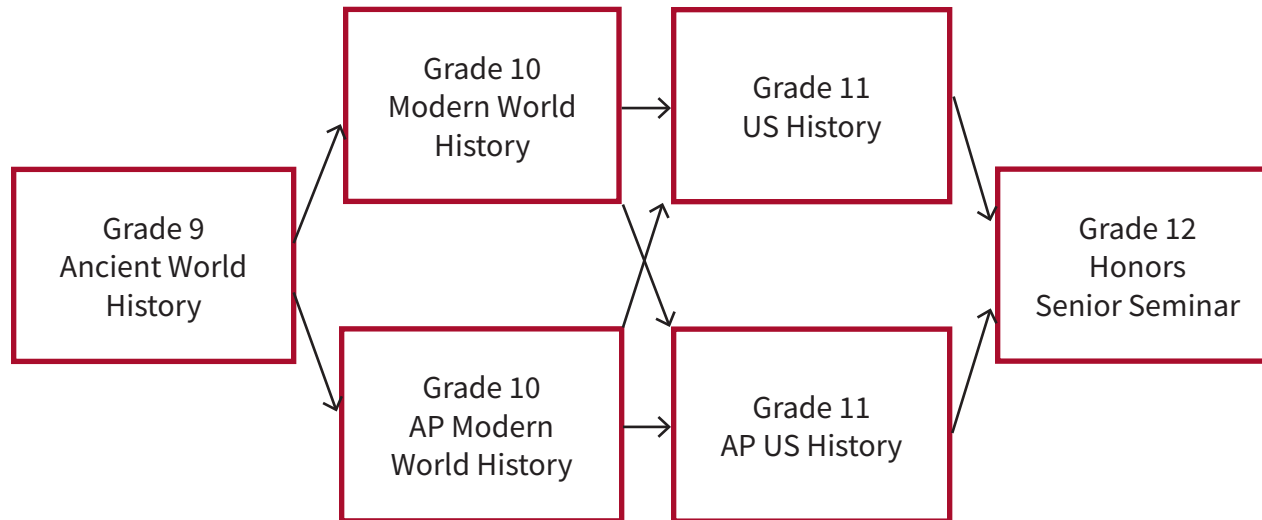 Grade 9
Ancient World
History
Grade 10
Modern World
History
Grade 10
AP Modern
World History
Grade 11
US History
Grade 11
AP US History
Grade 12
Honors
Senior Seminar